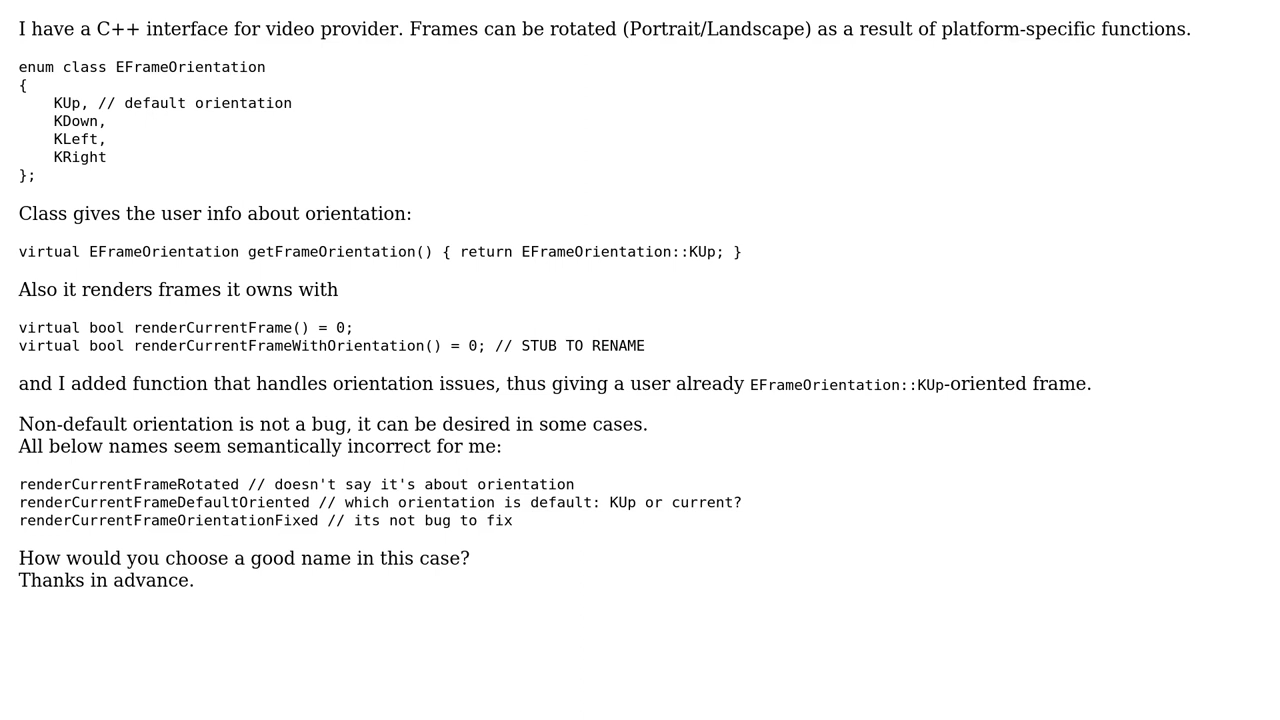 I have a C++ interface for video provider. Frames can be rotated (Portrait/Landscape) as a result of platform-specific functions.
enum class EFrameOrientation
{
    KUp, // default orientation
    KDown,
    KLeft,
    KRight
};
Class gives the user info about orientation:
virtual EFrameOrientation getFrameOrientation() { return EFrameOrientation::KUp; }
Also it renders frames it owns with
virtual bool renderCurrentFrame() = 0;
virtual bool renderCurrentFrameWithOrientation() = 0; // STUB TO RENAME
and I added function that handles orientation issues, thus giving a user already EFrameOrientation::KUp-oriented frame.
Non-default orientation is not a bug, it can be desired in some cases.
All below names seem semantically incorrect for me:
renderCurrentFrameRotated // doesn't say it's about orientation
renderCurrentFrameDefaultOriented // which orientation is default: KUp or current?
renderCurrentFrameOrientationFixed // its not bug to fix
How would you choose a good name in this case?
Thanks in advance.